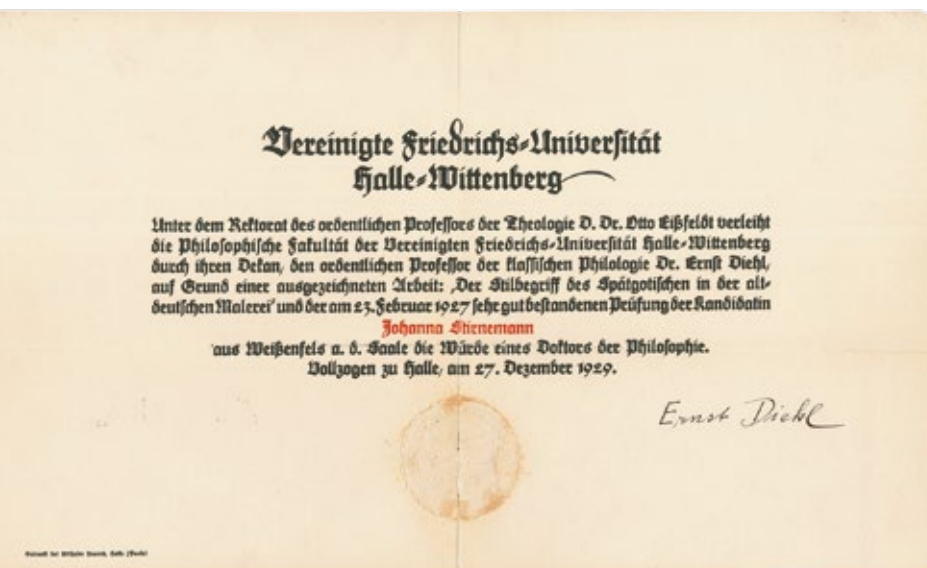 Vereinigte Friedrichs-Universität
Halle-Wittenberg
Unter dem Rektorat des ordentlichen Professors der Theologie D. Dr. Otto Eißfeldt verleiht
die Philosophische Fakultät der Vereinigten Friedrichs-Universität Halle-Wittenberg
durch ihren Dekan, den ordentlichen Professor der klassischen Philologie Dr. Ernst Diehl,
auf Grund einer ausgezeichneten Arbeit: „Der Stilbegriff des Spätgotischen in der alt-
deutschen Malerei" und der am 23. Februar 1927 sehr gut bestandenen Prüfung der Kandidatin
Johanna Stirnemann
aus Weißenfels a. d. Saale die Würde eines Doktors der Philosophie.
Vollzogen zu Halle, am 27. Dezember 1929.
Ernst Diehl
Wilhelm Halle (Saale)